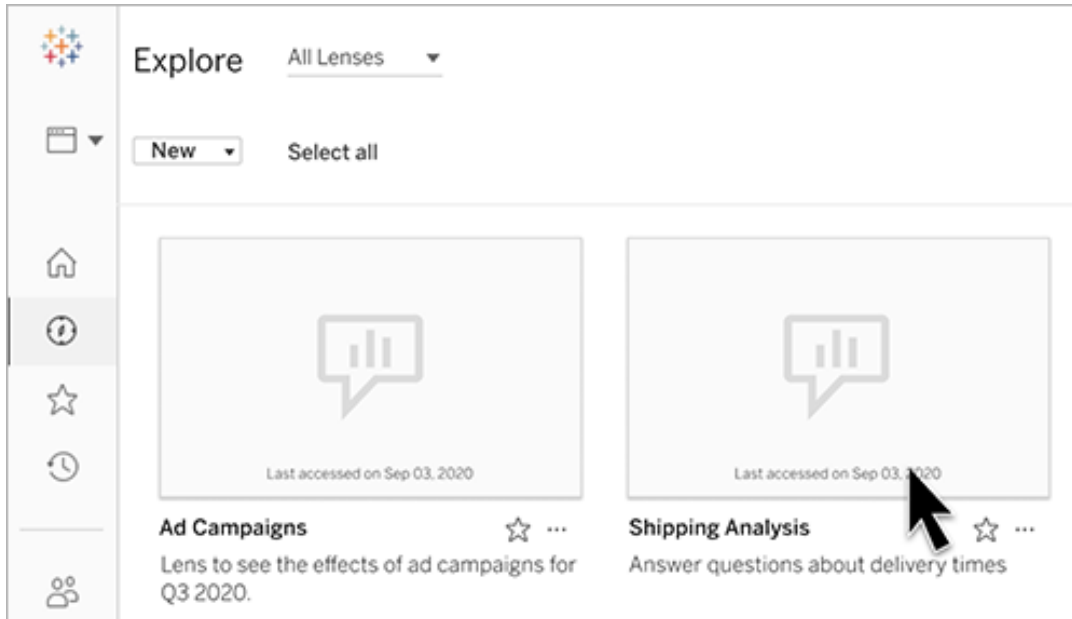 Explore
All Lenses
New
Select all
Last accessed on Sep 03, 2020
Last accessed on Sep 03, 2020
Ad Campaigns
Shipping Analysis
Lens to see the effects of ad campaigns for
Q3 2020.
Answer questions about delivery times